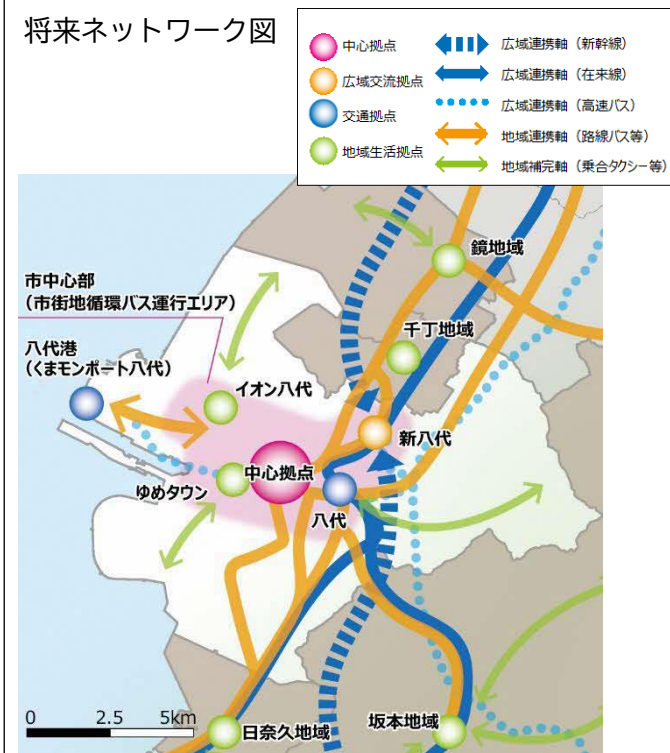 将来ネットワーク図
中心拠点
広域交流拠点
交通拠点
地域生活拠点
広域連携軸（新幹線）
広域連携軸（在来線）
広域連携軸（高速バス）
地域連携軸（路線バス等）
地域補完軸（乗合タクシー等）
鏡地域
市中心部
（市街地循環バス運行エリア）
千丁地域
八代港
（くまモンポート八代）
イオン八代
新八代
中心拠点
ゆめタウン
八代
0 2.5 5km
日奈久地域
坂本地域